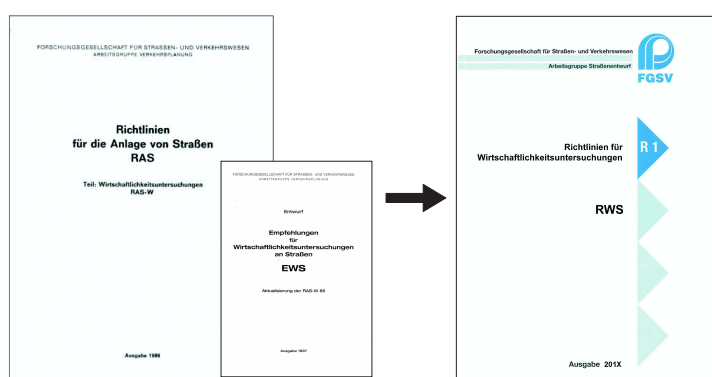 FORSCHUNGSGESELLSCHAFT FÜR STRASSEN- UND VERKEHRSWESEN
ARBEITSGRUPPE VERKEHRSPLANUNG
Richtlinien
für die Anlage von Straßen
RAS
Teil: Wirtschaftlichkeitsuntersuchungen
RAS-W
Ausgabe 1986
FORSCHUNGSGESELLSCHAFT FÜR STRASSEN- UND VERKEHRSWESEN
ARBEITSGRUPPE VERKEHRSPLANUNG
Entwurf
Empfehlungen
für
Wirtschaftlichkeitsuntersuchungen
an Straßen
EWS
Aktualisierung der RAS-W 86
Ausgabe 1997
Forschungsgesellschaft für Straßen- und Verkehrswesen
Arbeitsgruppe Straßenentwurf
FGSV
Richtlinien für
Wirtschaftlichkeitsuntersuchungen
R 1
RWS
Ausgabe 201X